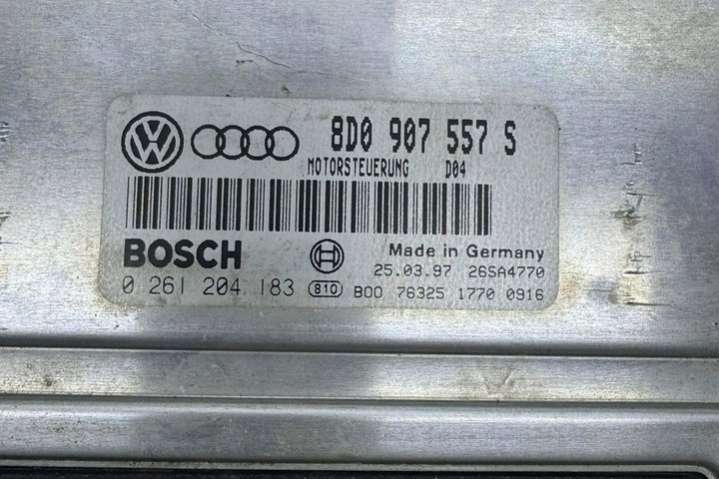 8D0 907 557 S
MOTORSTEUERUNG D04
BOSCH
Made in Germany
25.03.97 26SA4770
0 261 204 183 810 B00 76325 1770 0916